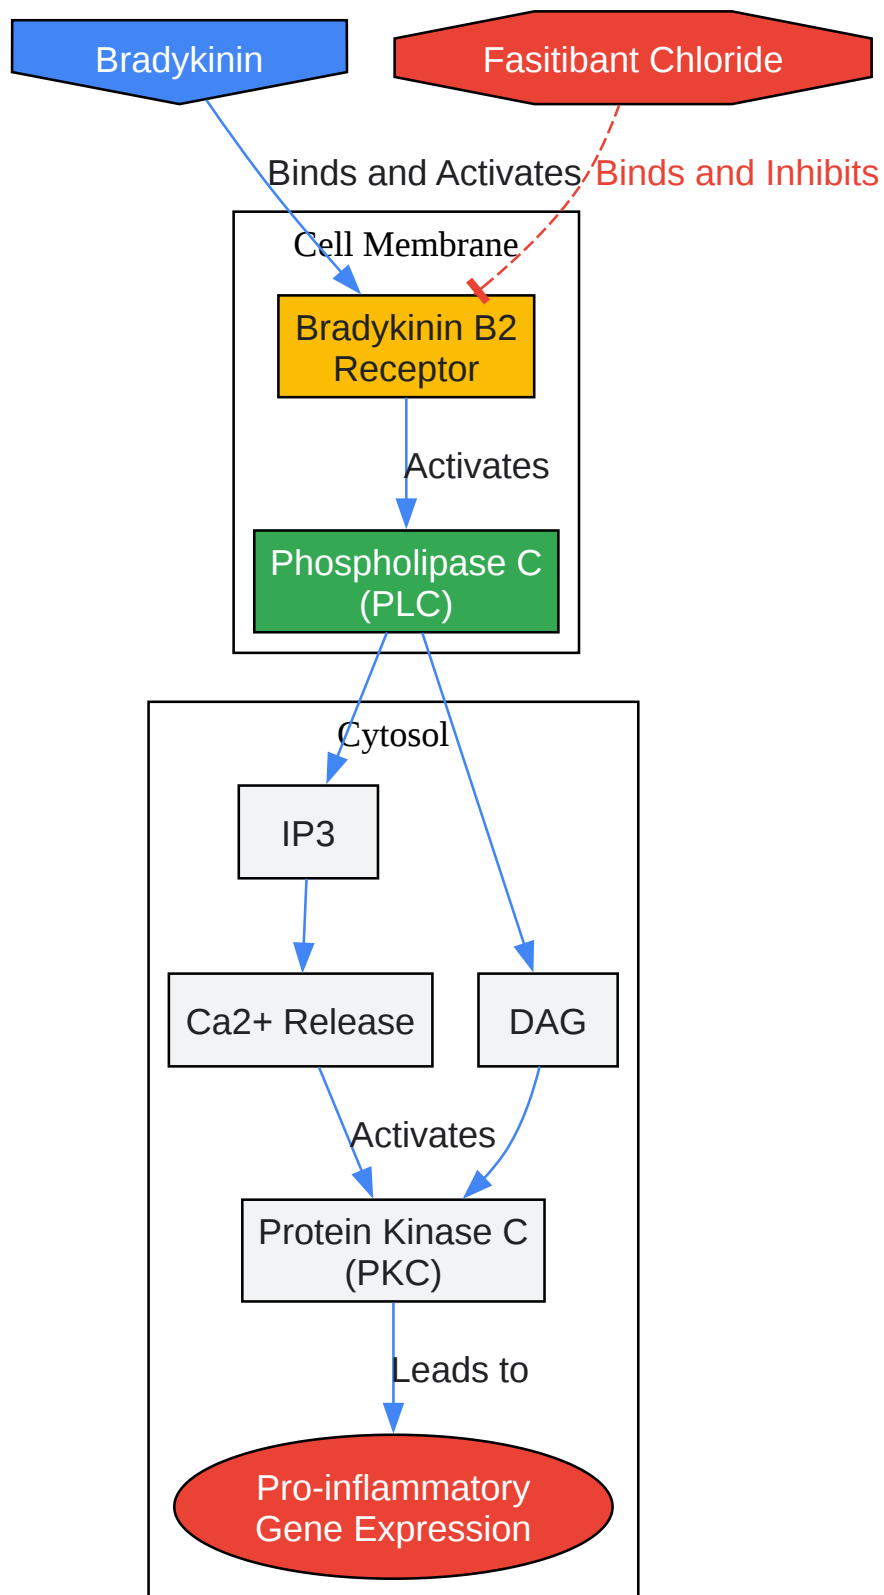 Bradykinin
Fasitibant Chloride
Binds and Activates
Binds and Inhibits
Cell Membrane
Bradykinin B2
Receptor
Activates
Phospholipase C
(PLC)
Cytosol
IP3
Ca2+ Release
DAG
Activates
Protein Kinase C
(PKC)
Leads to
Pro-inflammatory
Gene Expression